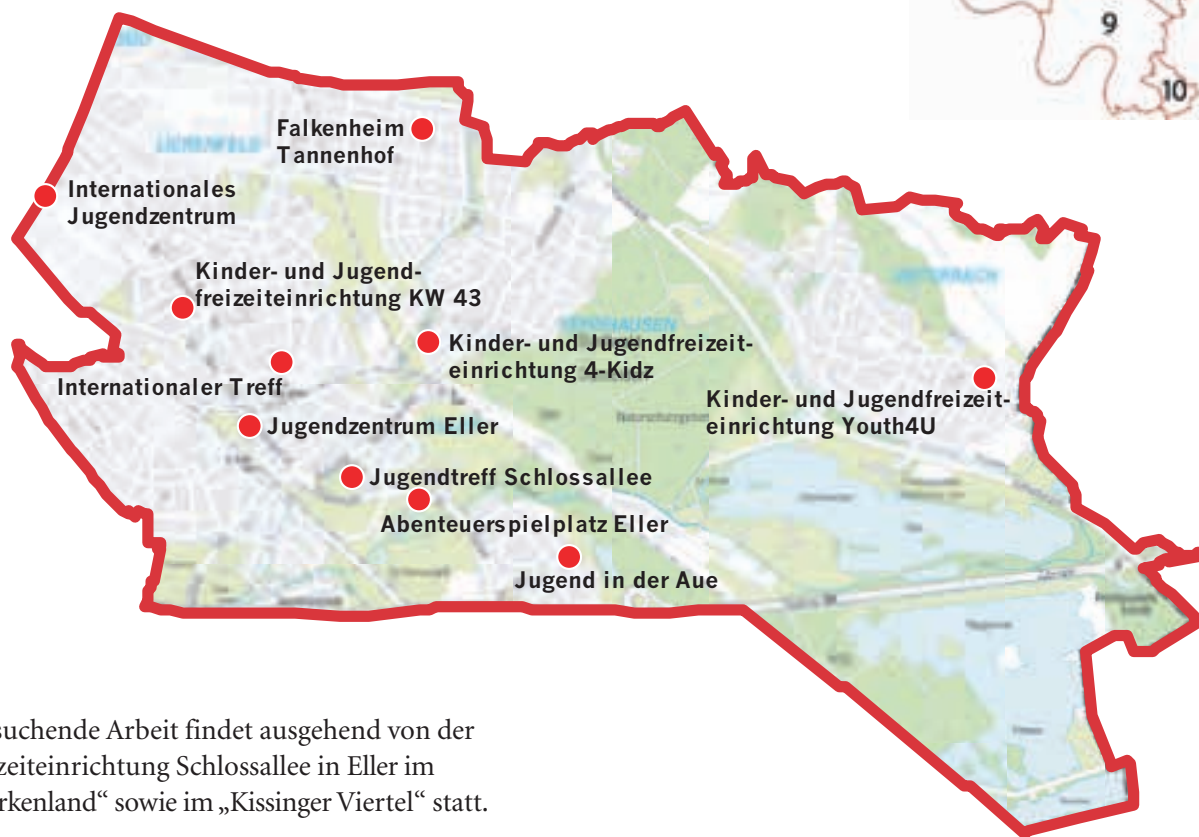 9
10
Falkenheim
Tannenhof
Internationales
Jugendzentrum
Kinder- und Jugend-
freizeiteinrichtung KW 43
Kinder- und Jugendfreizeit-
einrichtung 4-Kidz
Internationaler Treff
Kinder- und Jugendfreizeit-
einrichtung Youth4U
Jugendzentrum Eller
Jugendtreff Schlossallee
Abenteuerspielplatz Eller
Jugend in der Aue
suchende Arbeit findet ausgehend von der
zeiteinrichtung Schlossallee in Eller im
rkenland“ sowie im „Kissinger Viertel“ statt.